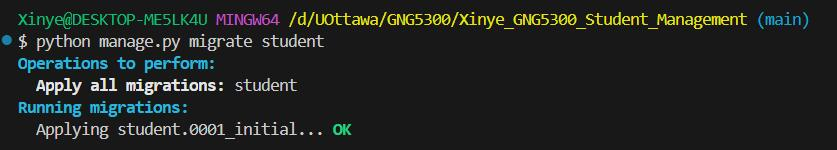 Xinye@DESKTOP-ME5LK4U MINGW64 /d/UOttawa/GNG5300/Xinye_GNG5300_Student_Management (main)
$ python manage.py migrate student
Operations to perform:
  Apply all migrations: student
Running migrations:
  Applying student.0001_initial... OK